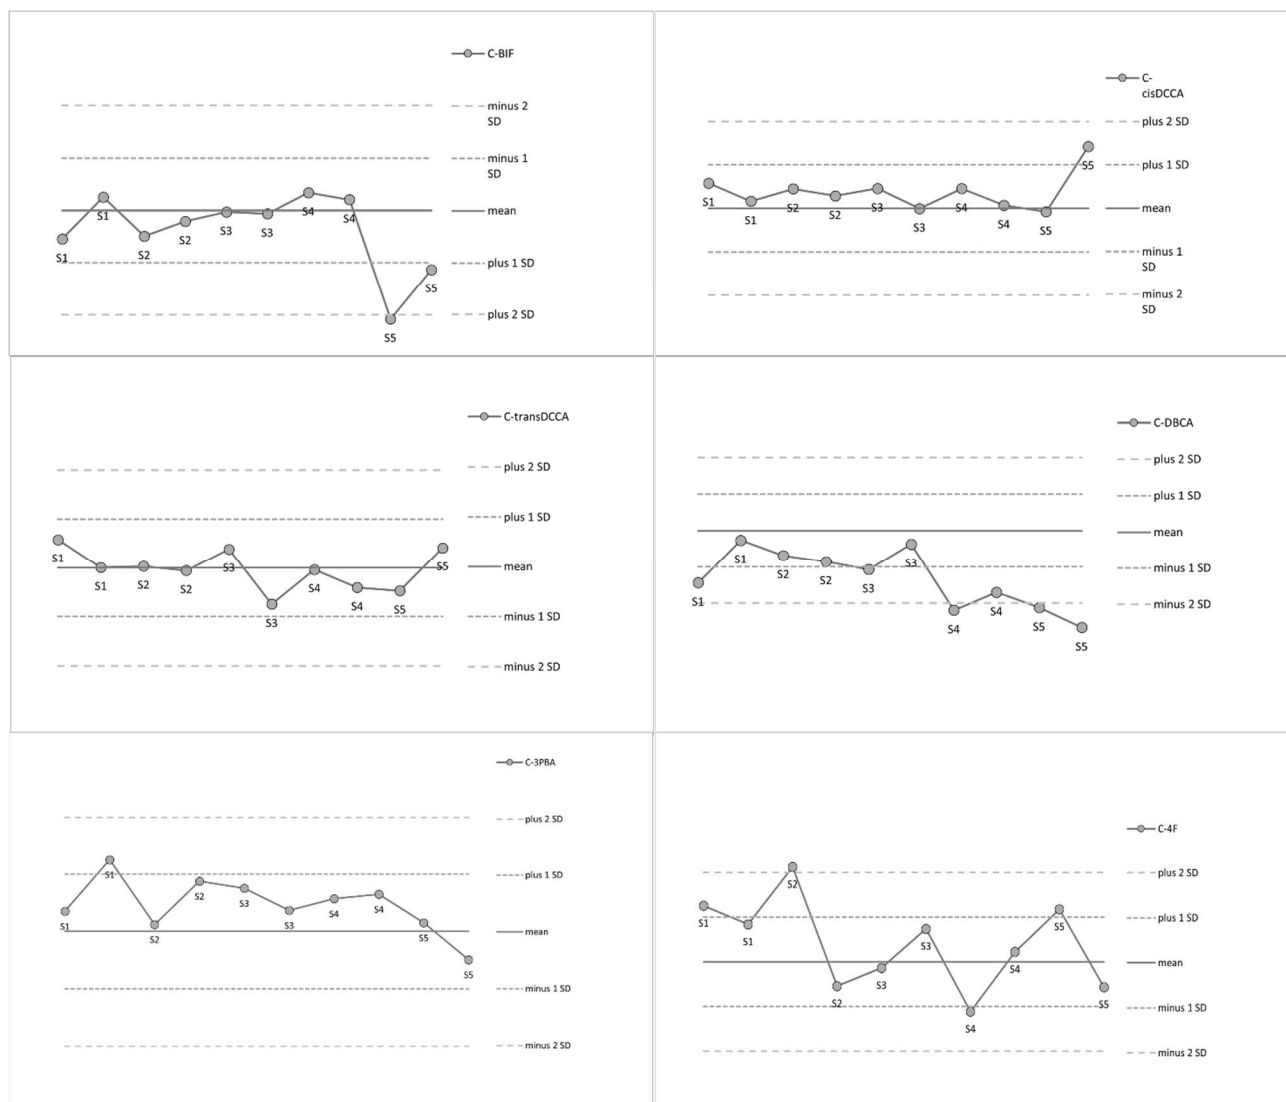 C-BIF
minus 2
SD
minus 1
SD
mean
plus 1 SD
plus 2 SD
S1
S1
S2
S2
S3
S3
S4
S4
S5
S5
C-
cisDCCA
plus 2 SD
plus 1 SD
mean
minus 1
SD
minus 2
SD
S1
S1
S2
S2
S3
S3
S4
S4
S5
S5
C-transDCCA
plus 2 SD
plus 1 SD
mean
minus 1 SD
minus 2 SD
S1
S1
S2
S2
S3
S3
S4
S4
S5
S5
C-DBCA
plus 2 SD
plus 1 SD
mean
minus 1 SD
minus 2 SD
S1
S1
S2
S2
S3
S3
S4
S4
S5
S5
C-3PBA
plus 2 SD
plus 1 SD
mean
minus 1 SD
minus 2 SD
S1
S1
S2
S2
S3
S3
S4
S4
S5
S5
C-4F
plus 2 SD
plus 1 SD
mean
minus 1 SD
minus 2 SD
S1
S1
S2
S2
S3
S3
S4
S4
S5
S5